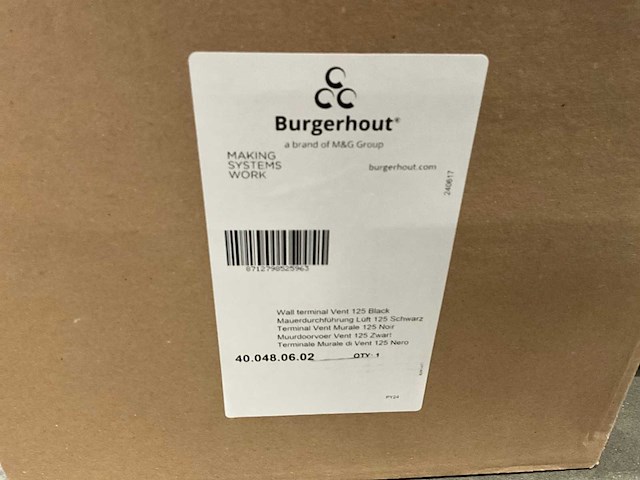 Burgerhout®
a brand of M&G Group
MAKING
SYSTEMS
WORK
burgerhout.com
240617
8712798525963
Wall terminal Vent 125 Black
Mauerdurchführung Lüft 125 Schwarz
Terminal Vent Murale 125 Noir
Muurdoorvoer Vent 125 Zwart
Terminale Murale di Vent 125 Nero
40.048.06.02 QTY: 1
PY24